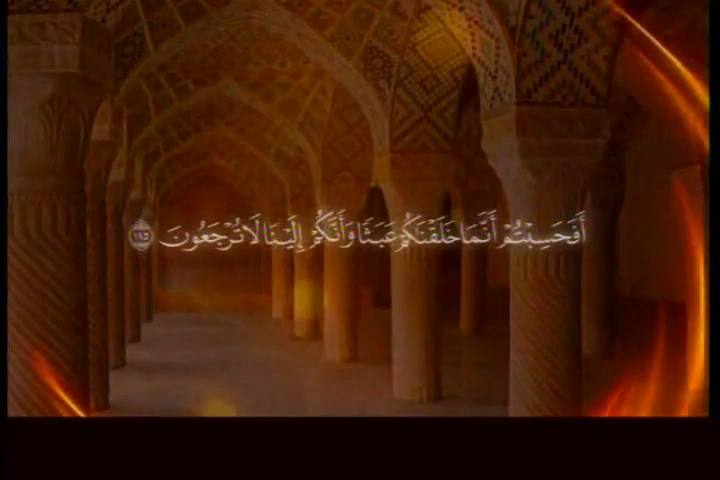 أَفَحَسِبْتُمْ أَنَّمَا خَلَقْنَاكُمْ عَبَثًا وَأَنَّكُمْ إِلَيْنَا لَا تُرْجَعُونَ ١١٥